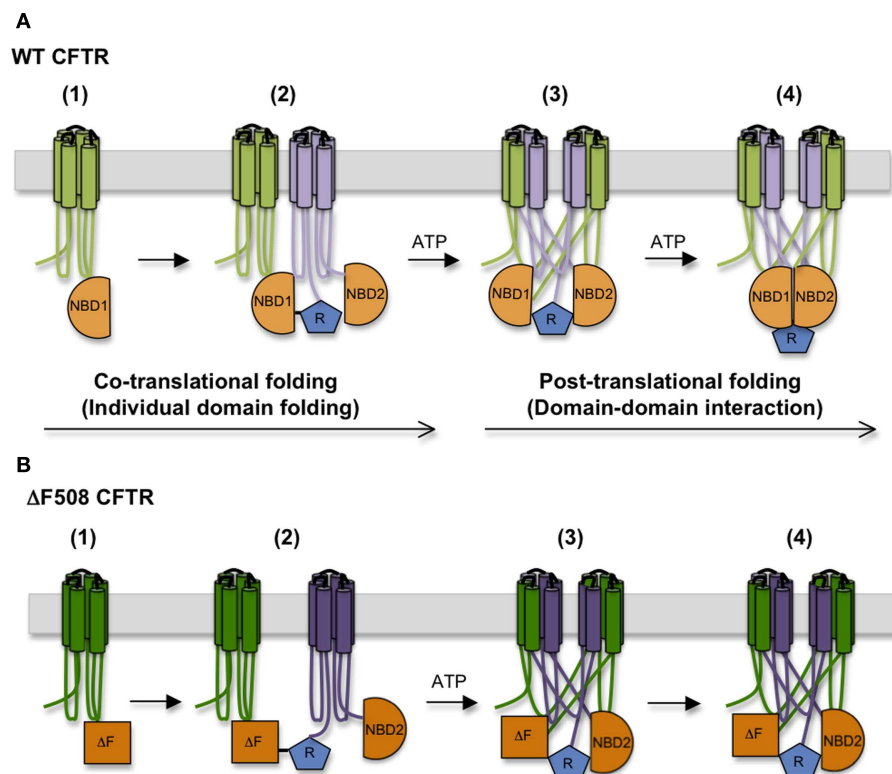 A
WT CFTR
(1) (2) (3) (4)
ATP ATP
NBD1 NBD1 R NBD2 NBD1 R NBD2 NBD1 NBD2 R
Co-translational folding
(Individual domain folding)
Post-translational folding
(Domain-domain interaction)
B
ΔF508 CFTR
(1) (2) (3) (4)
ATP
ΔF ΔF R NBD2 ΔF R NBD2 ΔF R NBD2